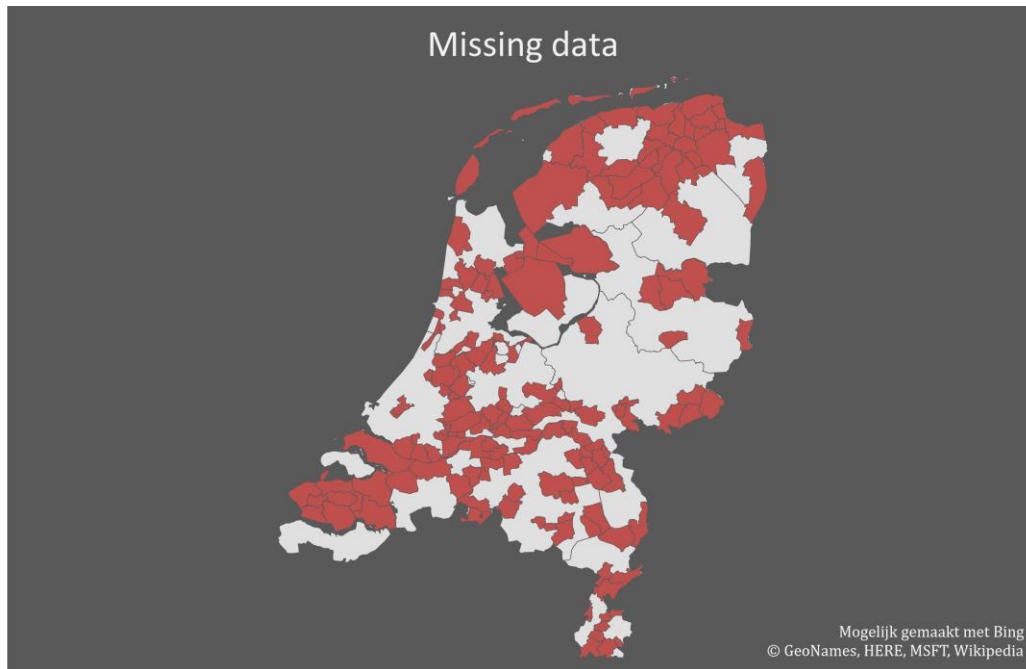 Missing data
Mogelijk gemaakt met Bing
© GeoNames, HERE, MSFT, Wikipedia